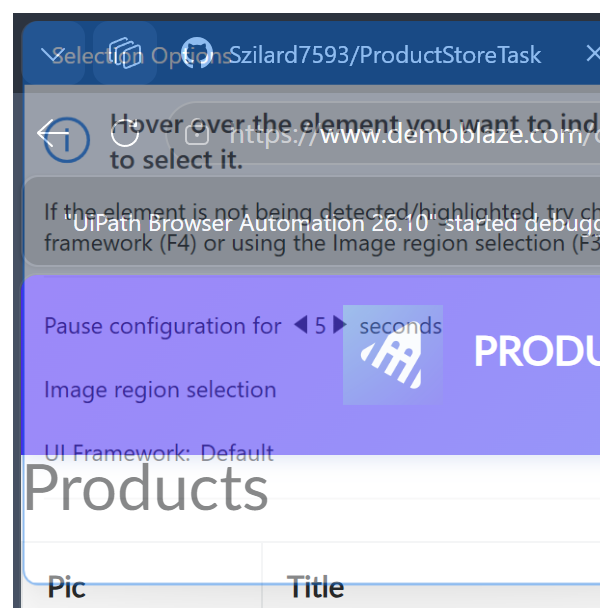 Selection Options
Szilard7593/ProductStoreTask
Hover over the element you want to ind
https://www.demoblaze.com/
to select it.
If the element is not being detected/highlighted, try ch
"UiPath Browser Automation 26.10" started debugg
framework (F4) or using the Image region selection (F3
Pause configuration for 5 seconds
PRODU
Image region selection
UI Framework: Default
Products
Pic Title